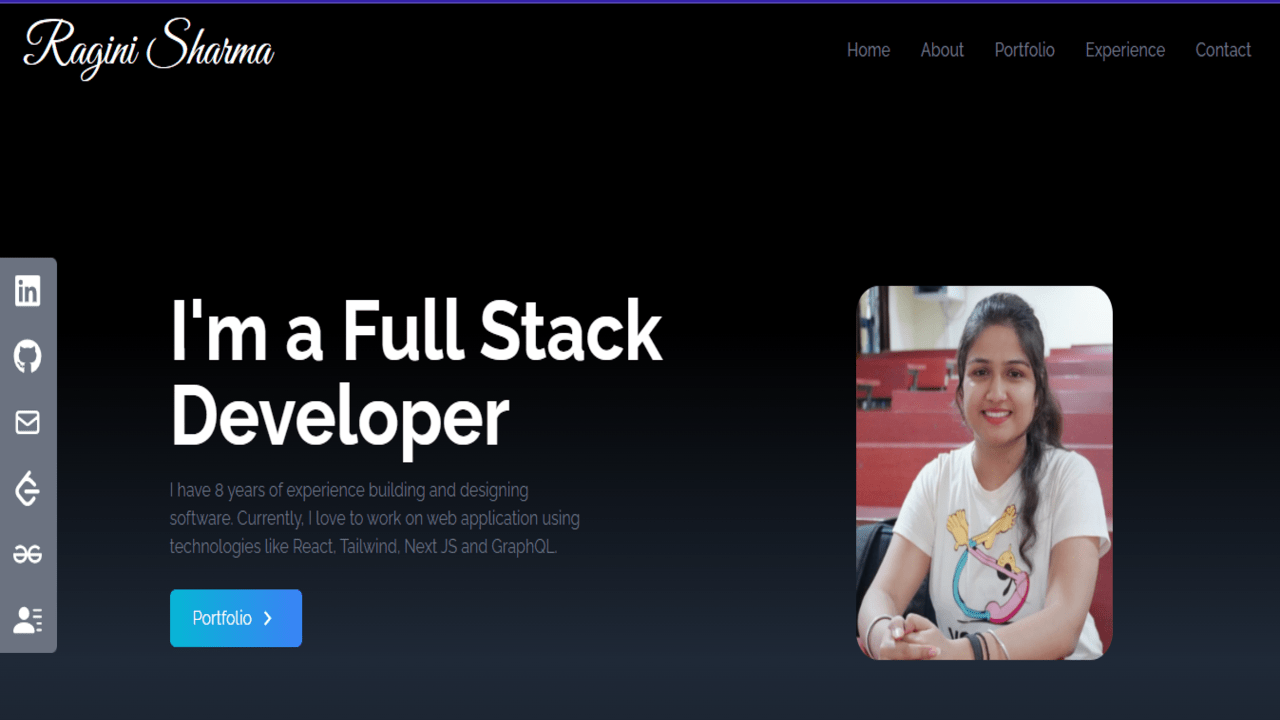 Ragini Sharma
Home About Portfolio Experience Contact
in
I'm a Full Stack
Developer
I have 8 years of experience building and designing
software. Currently, I love to work on web application using
technologies like React, Tailwind, Next JS and GraphQL.
Portfolio